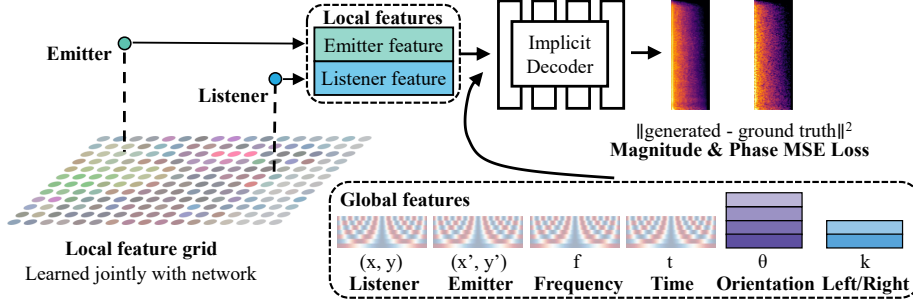 Local features
Emitter
Emitter feature
Listener feature
Listener
Implicit
Decoder
||generated - ground truth||²
Magnitude & Phase MSE Loss
Local feature grid
Learned jointly with network
Global features
(x, y) (x', y') f t θ k
Listener Emitter Frequency Time Orientation Left/Right